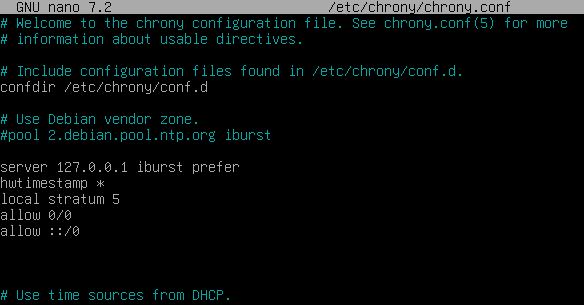 GNU nano 7.2 /etc/chrony/chrony.conf
# Welcome to the chrony configuration file. See chrony.conf(5) for more
# information about usable directives.
# Include configuration files found in /etc/chrony/conf.d.
confdir /etc/chrony/conf.d
# Use Debian vendor zone.
#pool 2.debian.pool.ntp.org iburst
server 127.0.0.1 iburst prefer
hwtimestamp *
local stratum 5
allow 0/0
allow ::/0
# Use time sources from DHCP.